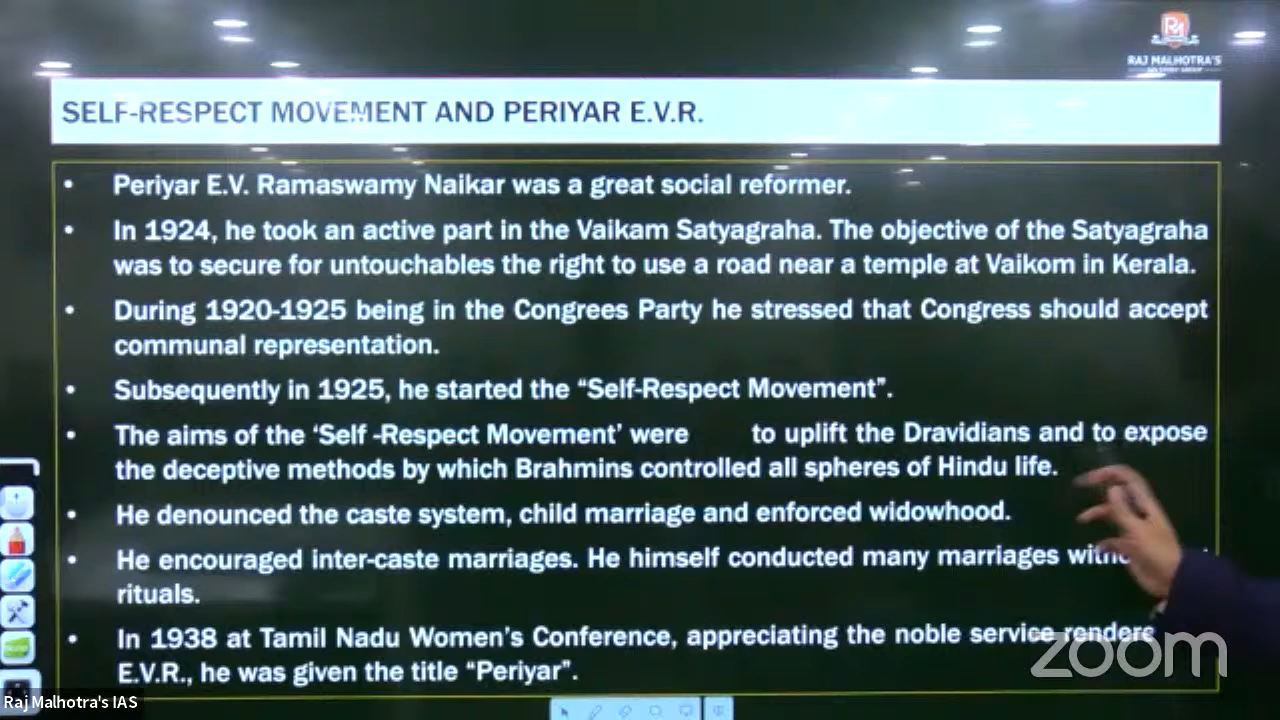 RAJ MALHOTRA'S
SELF-RESPECT MOVEMENT AND PERIYAR E.V.R.
• Periyar E.V. Ramaswamy Naikar was a great social reformer.
• In 1924, he took an active part in the Vaikam Satyagraha. The objective of the Satyagraha
was to secure for untouchables the right to use a road near a temple at Vaikom in Kerala.
• During 1920-1925 being in the Congrees Party he stressed that Congress should accept
communal representation.
• Subsequently in 1925, he started the “Self-Respect Movement”.
• The aims of the ‘Self -Respect Movement’ were to uplift the Dravidians and to expose
the deceptive methods by which Brahmins controlled all spheres of Hindu life.
• He denounced the caste system, child marriage and enforced widowhood.
• He encouraged inter-caste marriages. He himself conducted many marriages
rituals.
• In 1938 at Tamil Nadu Women’s Conference, appreciating the noble service
E.V.R., he was given the title “Periyar”.
zoom
Raj Malhotra's IAS